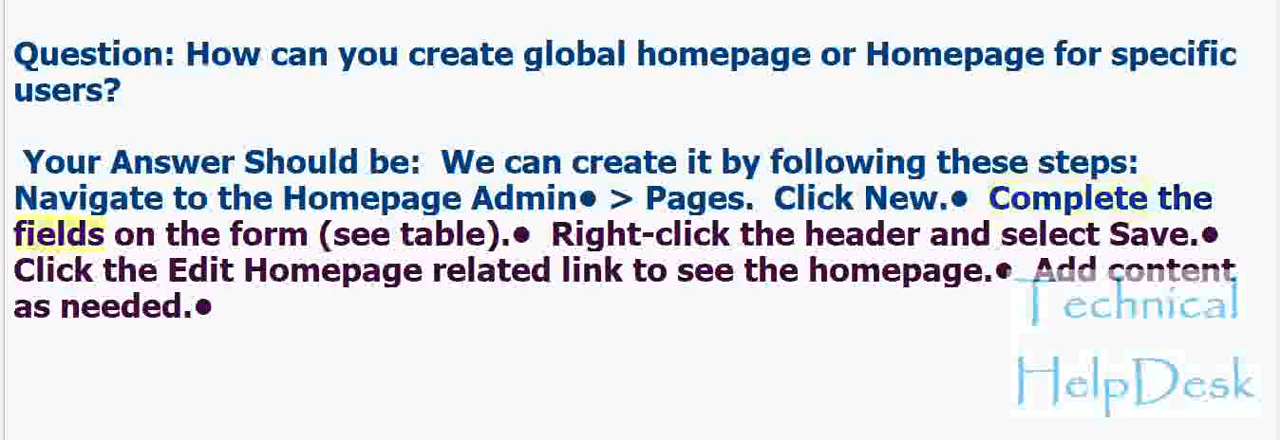 Question: How can you create global homepage or Homepage for specific
users?
Your Answer Should be: We can create it by following these steps:
Navigate to the Homepage Admin● > Pages. Click New.● Complete the
fields on the form (see table).● Right-click the header and select Save.●
Click the Edit Homepage related link to see the homepage.● Add content
as needed.●
Technical
HelpDesk